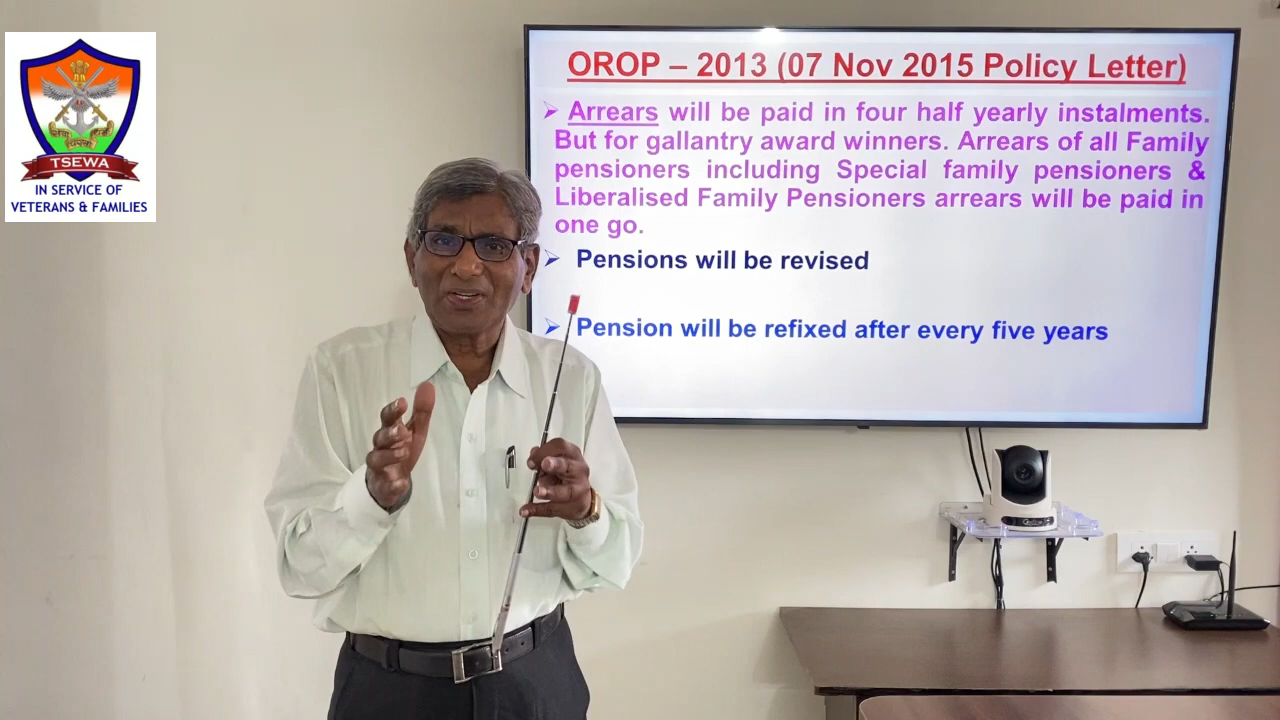 TSEWA
IN SERVICE OF
VETERANS & FAMILIES
OROP – 2013 (07 Nov 2015 Policy Letter)
➢ Arrears will be paid in four half yearly instalments.
But for gallantry award winners. Arrears of all Family
pensioners including Special family pensioners &
Liberalised Family Pensioners arrears will be paid in
one go.
➢ Pensions will be revised
➢ Pension will be refixed after every five years